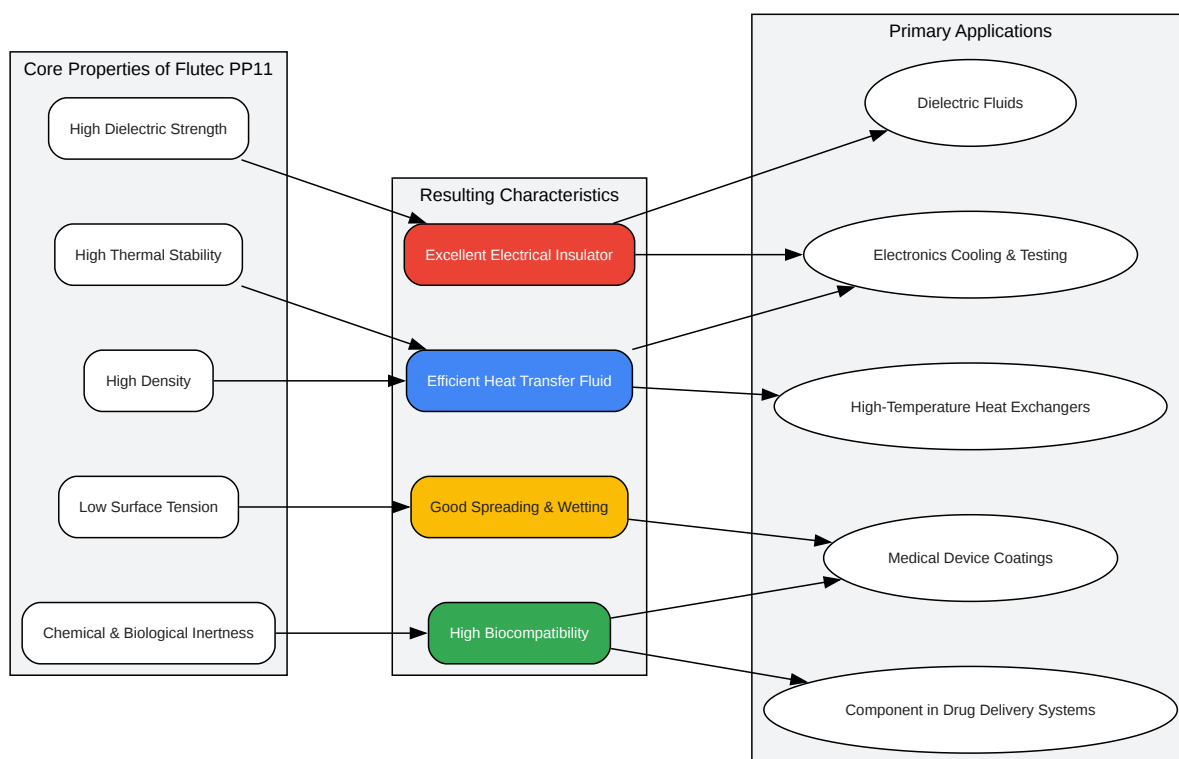 Core Properties of Flutec PP11
High Dielectric Strength
High Thermal Stability
High Density
Low Surface Tension
Chemical & Biological Inertness
Resulting Characteristics
Excellent Electrical Insulator
Efficient Heat Transfer Fluid
Good Spreading & Wetting
High Biocompatibility
Primary Applications
Dielectric Fluids
Electronics Cooling & Testing
High-Temperature Heat Exchangers
Medical Device Coatings
Component in Drug Delivery Systems